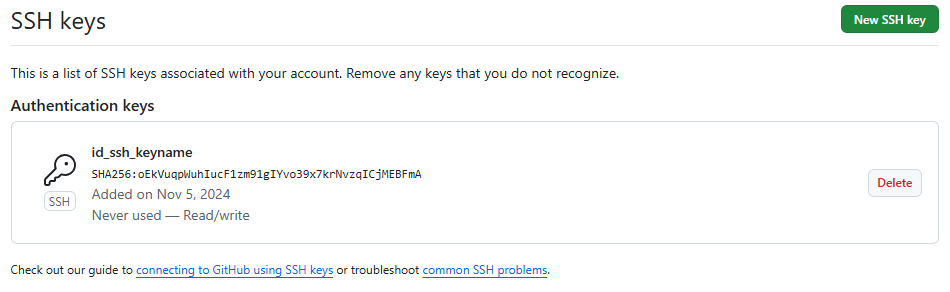 SSH keys
New SSH key
This is a list of SSH keys associated with your account. Remove any keys that you do not recognize.
Authentication keys
id_ssh_keyname
SHA256:oEkVuqpWuhIucF1zm91gIYvo39x7krNvzqICjMEBFmA
SSH
Added on Nov 5, 2024
Never used — Read/write
Delete
Check out our guide to connecting to GitHub using SSH keys or troubleshoot common SSH problems.